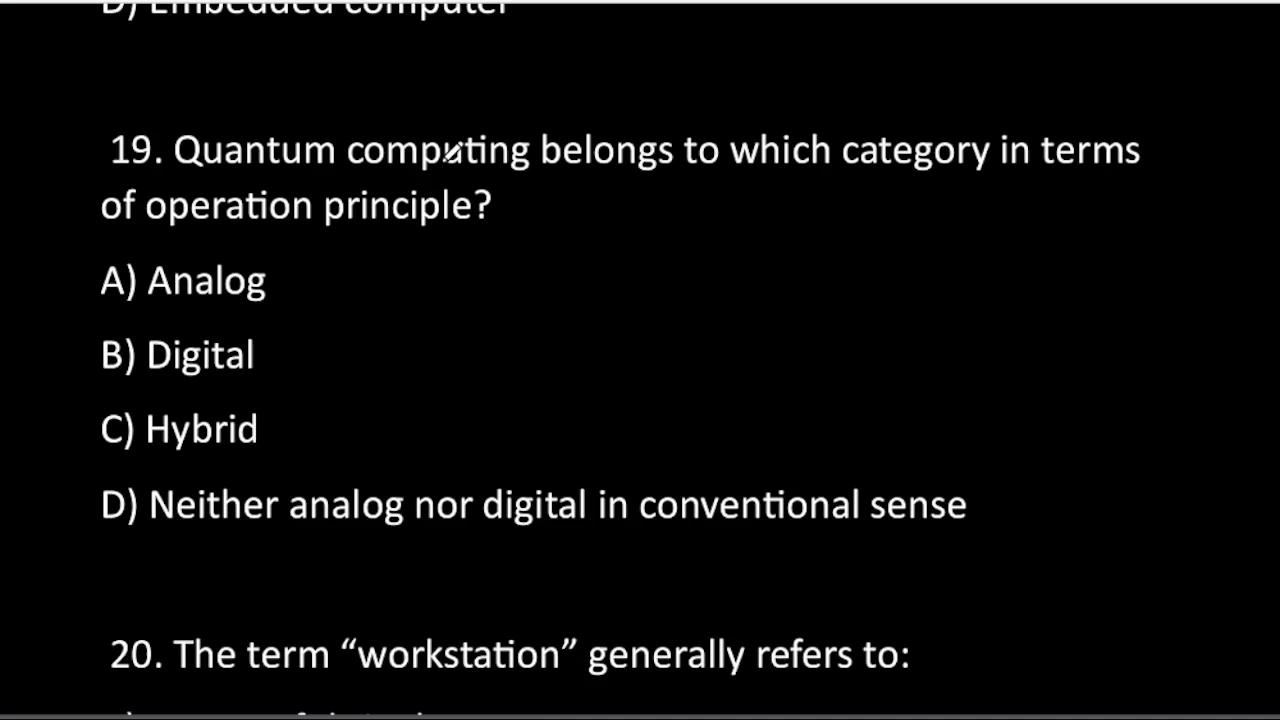 D) Embedded computer
19. Quantum computing belongs to which category in terms
of operation principle?
A) Analog
B) Digital
C) Hybrid
D) Neither analog nor digital in conventional sense
20. The term “workstation” generally refers to: